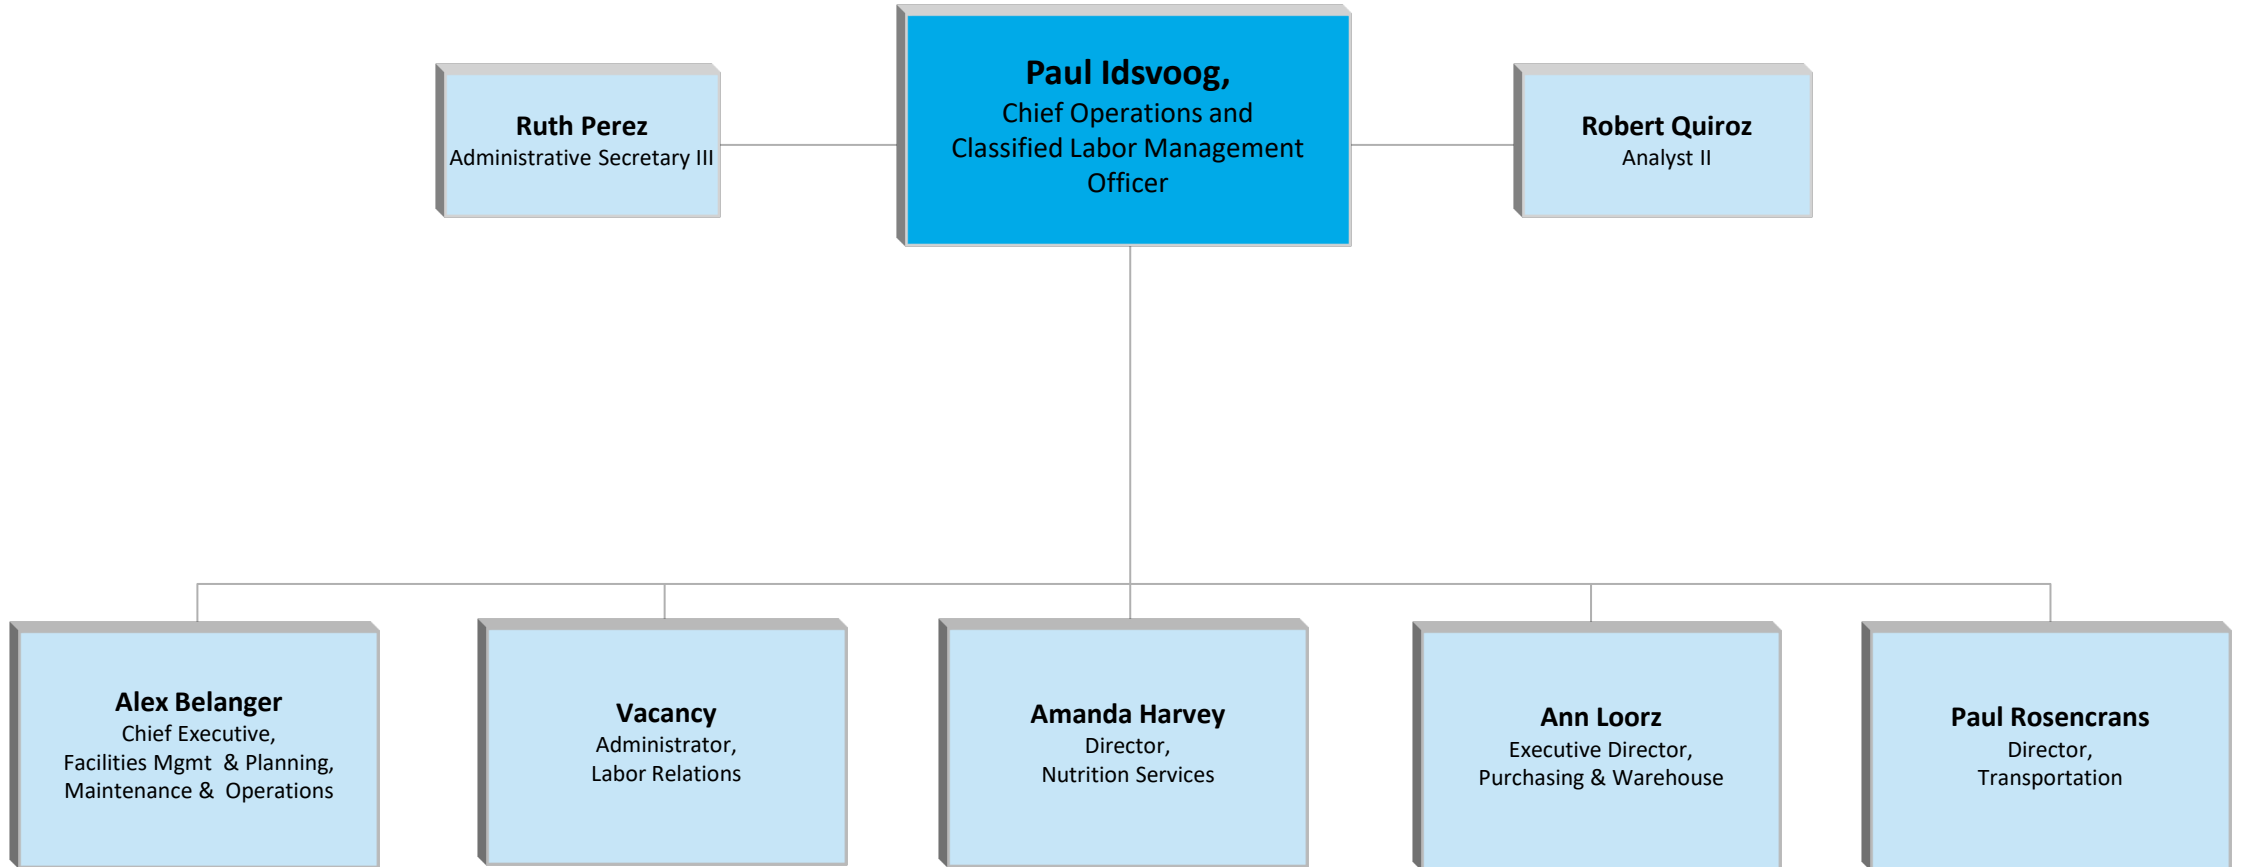 Paul Idsvoog,
Chief Operations and
Classified Labor Management
Officer
Ruth Perez
Administrative Secretary III
Robert Quiroz
Analyst II
Alex Belanger
Chief Executive,
Facilities Mgmt  & Planning,
Maintenance &  Operations
Vacancy
Administrator,
Labor Relations
Amanda Harvey
Director,
Nutrition Services
Ann Loorz
Executive Director,
Purchasing & Warehouse
Paul Rosencrans
Director,
Transportation